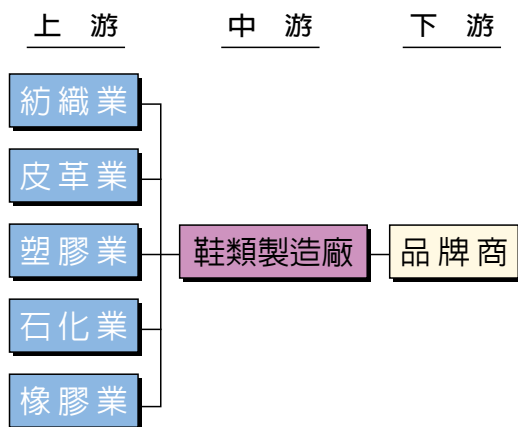 上 游
中 游
下 游
紡織業
皮革業
塑膠業
石化業
橡膠業
鞋類製造廠
品牌商